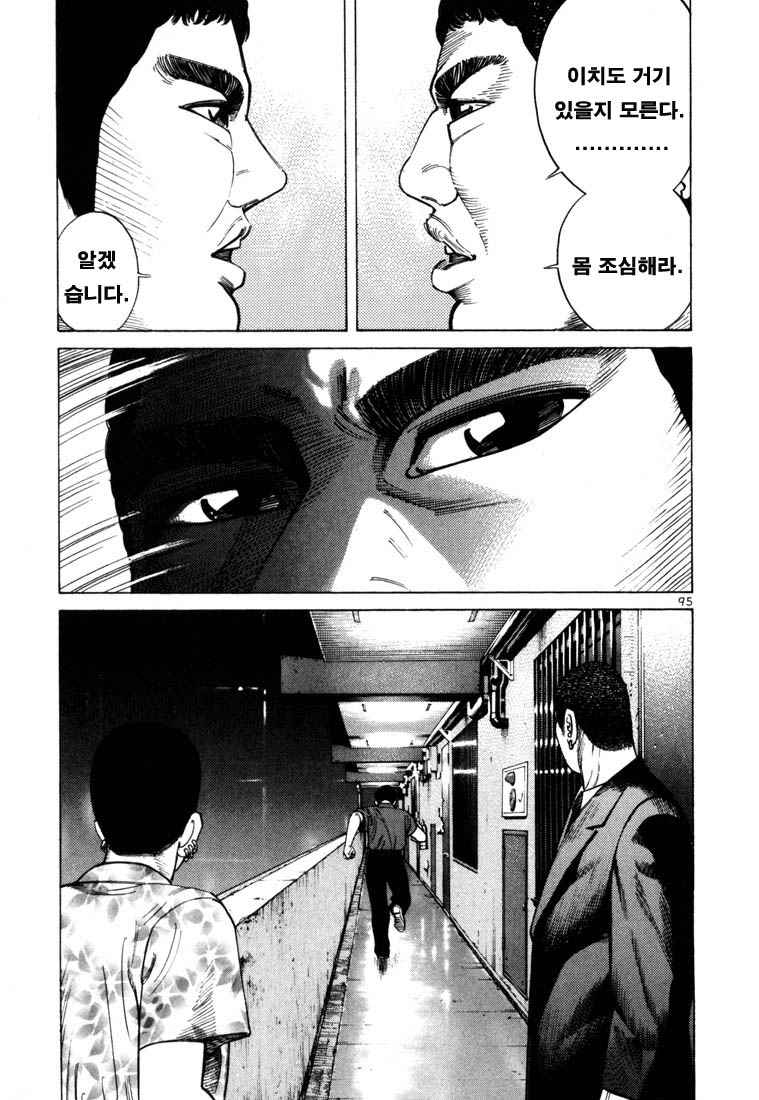 이치도 거기
있을지 모른다.
.............
몸 조심해라.
알겠
습니다.
95